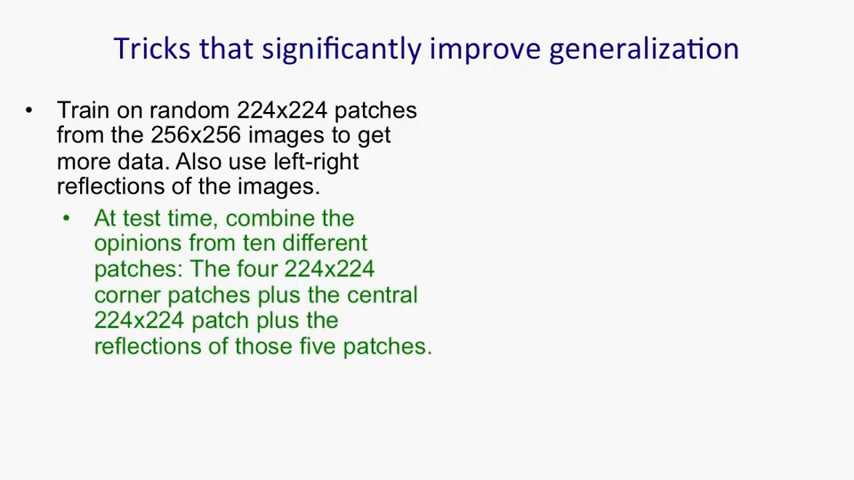 Tricks that significantly improve generalization
• Train on random 224x224 patches
from the 256x256 images to get
more data. Also use left-right
reflections of the images.
• At test time, combine the
opinions from ten different
patches: The four 224x224
corner patches plus the central
224x224 patch plus the
reflections of those five patches.